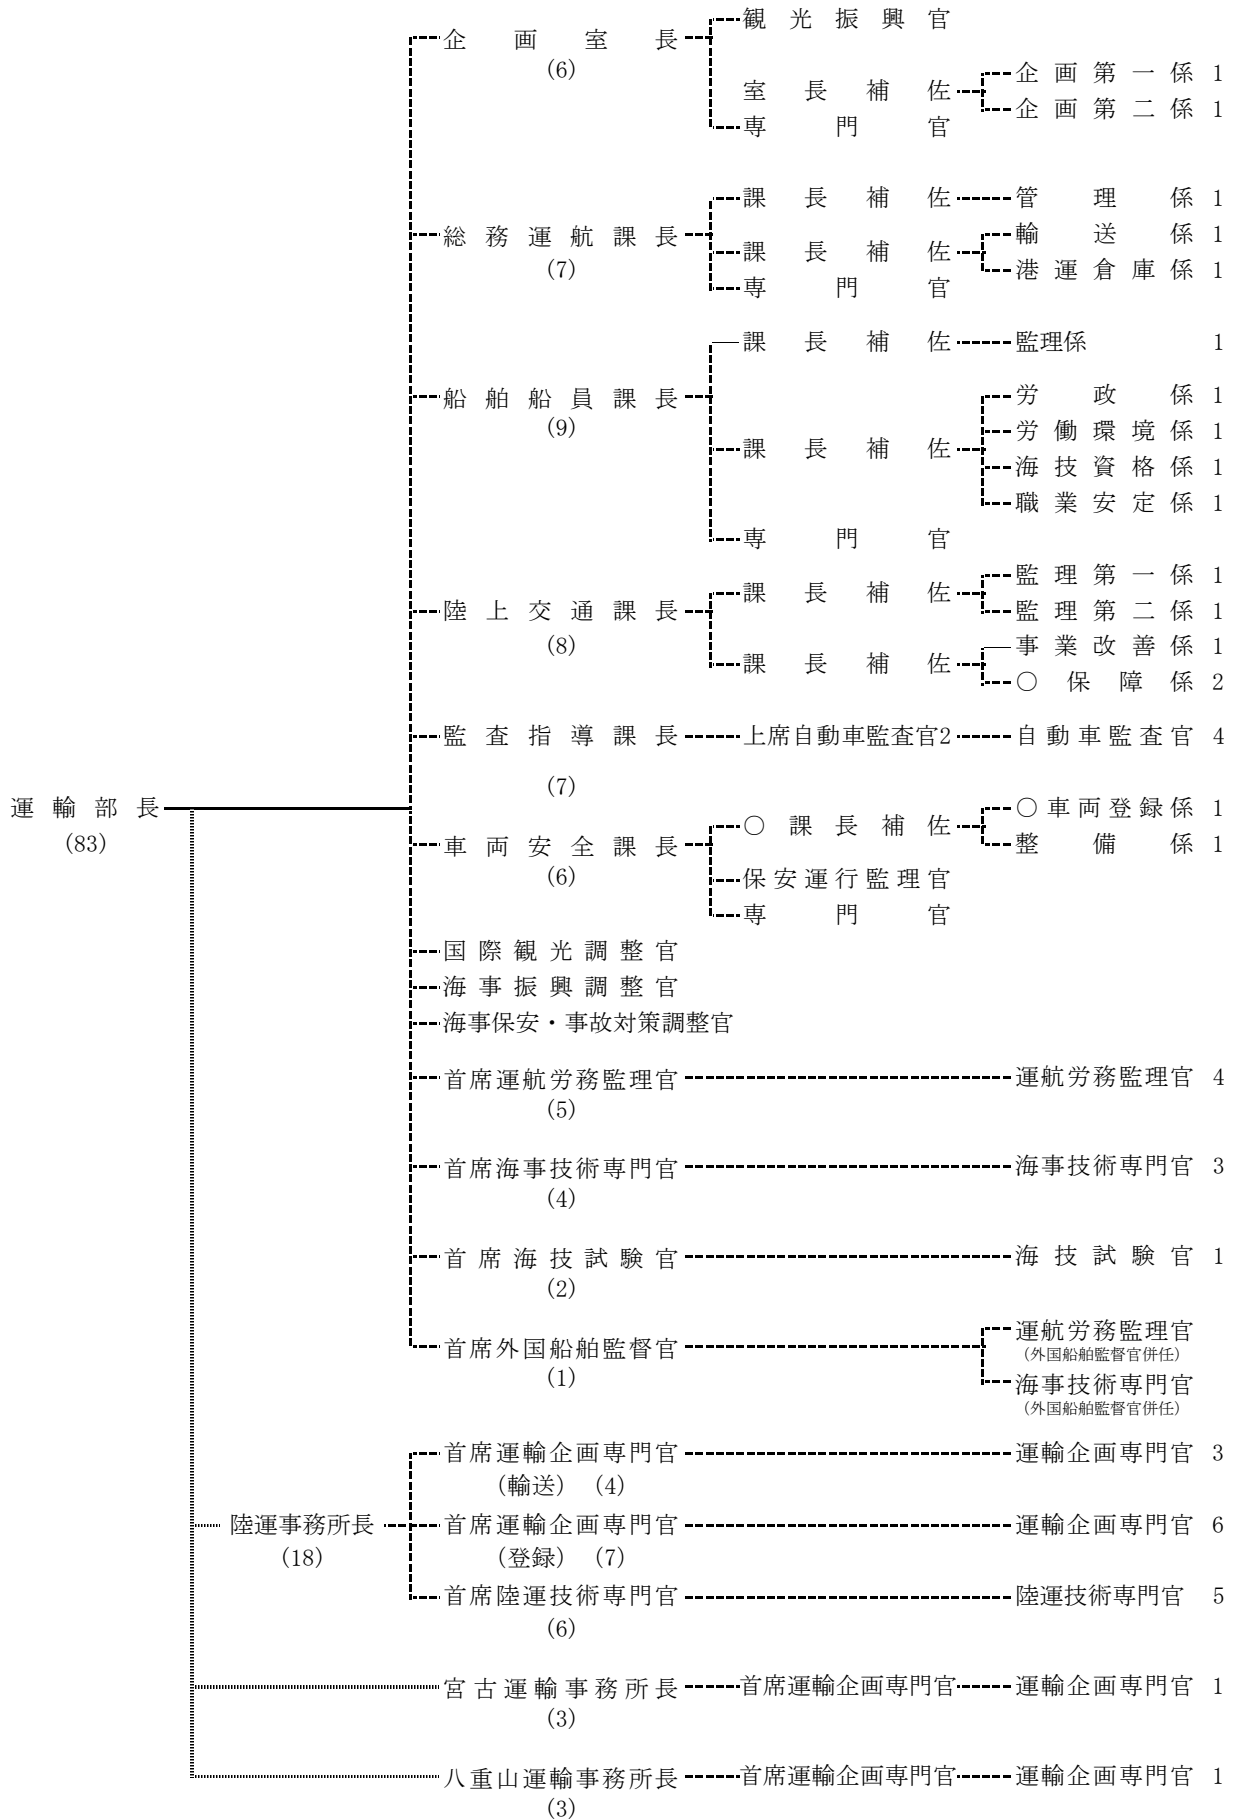 観光振興官
企画室長
(6)
企画第一係 1
室長補佐
企画第二係 1
専門官
課長補佐 管理係 1
総務運航課長
(7)
輸送係 1
課長補佐
港運倉庫係 1
専門官
課長補佐 監理係 1
船舶船員課長
(9)
労政係 1
労働環境係 1
課長補佐
海技資格係 1
職業安定係 1
専門官
監理第一係 1
課長補佐
陸上交通課長
(8)
監理第二係 1
事業改善係 1
課長補佐
○保障係 2
監査指導課長 上席自動車監査官2 自動車監査官 4
(7)
運輸部長
(83)
○車両登録係 1
○課長補佐
車両安全課長
(6)
整備係 1
保安運行監理官
専門官
国際観光調整官
海事振興調整官
海事保安・事故対策調整官
首席運航労務監理官 運航労務監理官 4
(5)
首席海事技術専門官 海事技術専門官 3
(4)
首席海技試験官 海技試験官 1
(2)
首席外国船舶監督官
(1)
運航労務監理官
(外国船舶監督官併任)
海事技術専門官
(外国船舶監督官併任)
首席運輸企画専門官 運輸企画専門官 3
(輸送) (4)
陸運事務所長 首席運輸企画専門官 運輸企画専門官 6
(18) (登録) (7)
首席陸運技術専門官 陸運技術専門官 5
(6)
宮古運輸事務所長 首席運輸企画専門官 運輸企画専門官 1
(3)
八重山運輸事務所長 首席運輸企画専門官 運輸企画専門官 1
(3)